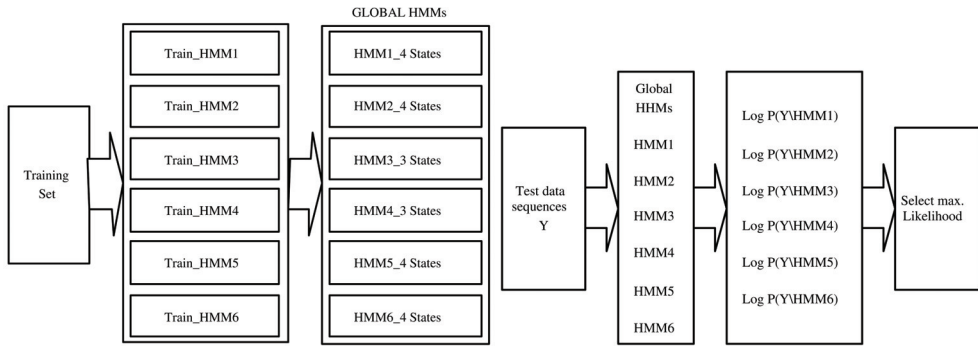 Training
Set
Train_HMM1
Train_HMM2
Train_HMM3
Train_HMM4
Train_HMM5
Train_HMM6
GLOBAL HMMs
HMM1_4 States
HMM2_4 States
HMM3_3 States
HMM4_3 States
HMM5_4 States
HMM6_4 States
Test data
sequences
Y
Global
HHMs
HMM1
HMM2
HMM3
HMM4
HMM5
HMM6
Log P(Y\HMM1)
Log P(Y\HMM2)
Log P(Y\HMM3)
Log P(Y\HMM4)
Log P(Y\HMM5)
Log P(Y\HMM6)
Select max.
Likelihood